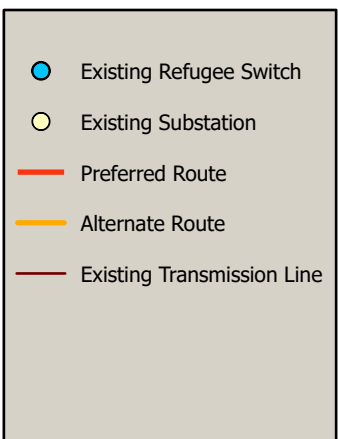 Existing Refugee Switch
Existing Substation
Preferred Route
Alternate Route
Existing Transmission Line